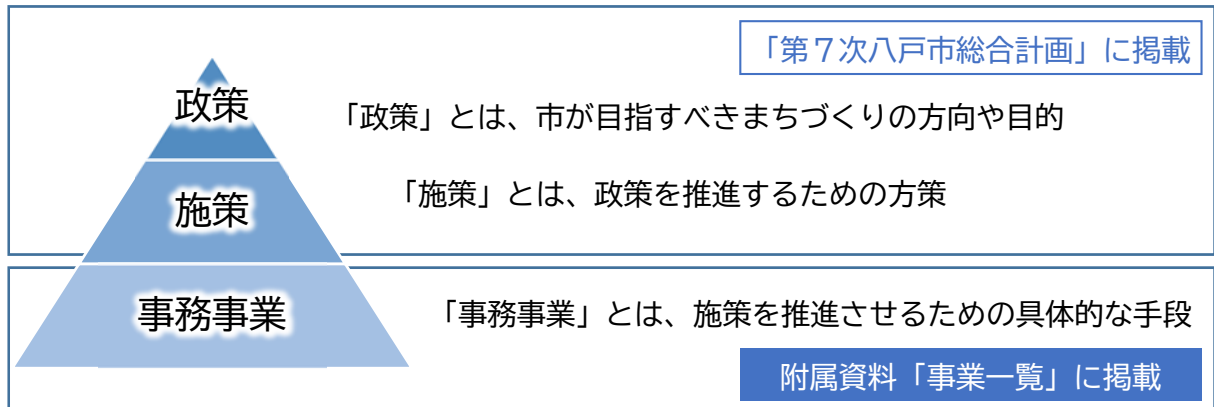 「第7次八戸市総合計画」に掲載
政策
「政策」とは、市が目指すべきまちづくりの方向や目的
施策
「施策」とは、政策を推進するための方策
事務事業
「事務事業」とは、施策を推進させるための具体的な手段
附属資料「事業一覧」に掲載